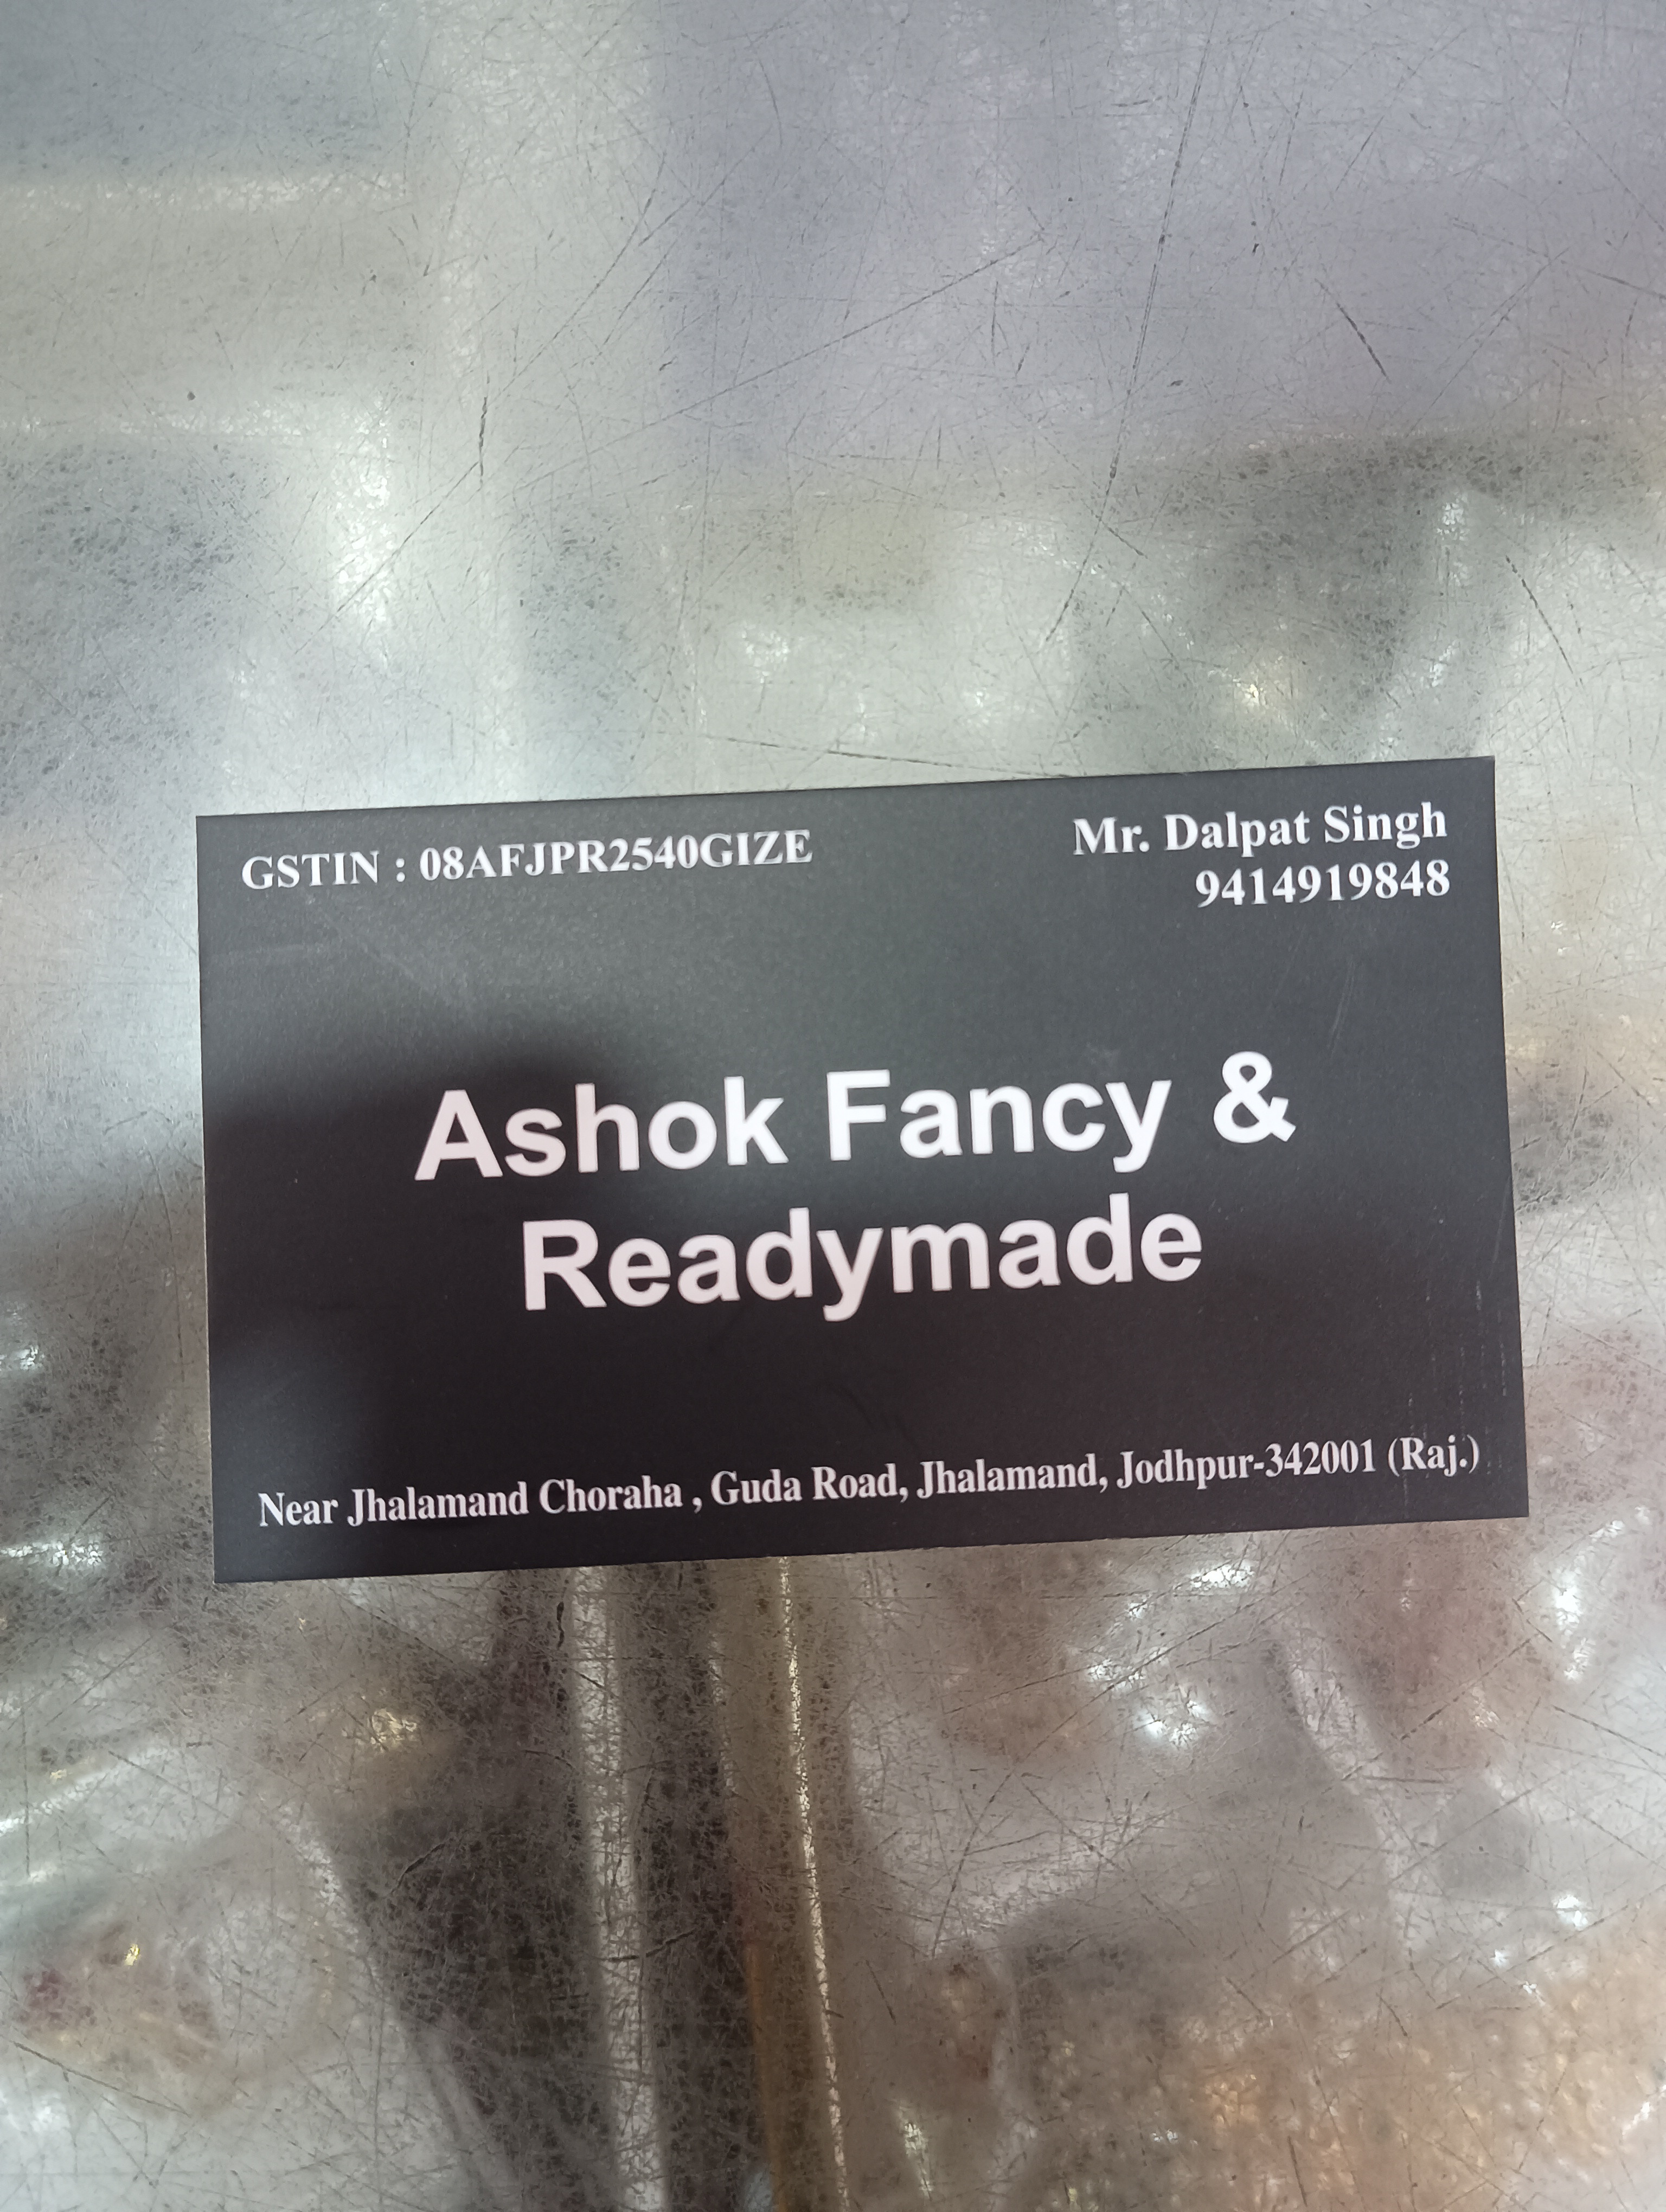 GSTIN : 08AFJPR2540GIZE
Mr. Dalpat Singh
9414919848
Ashok Fancy &
Readymade
Near Jhalamand Choraha , Guda Road, Jhalamand, Jodhpur-342001 (Raj.)